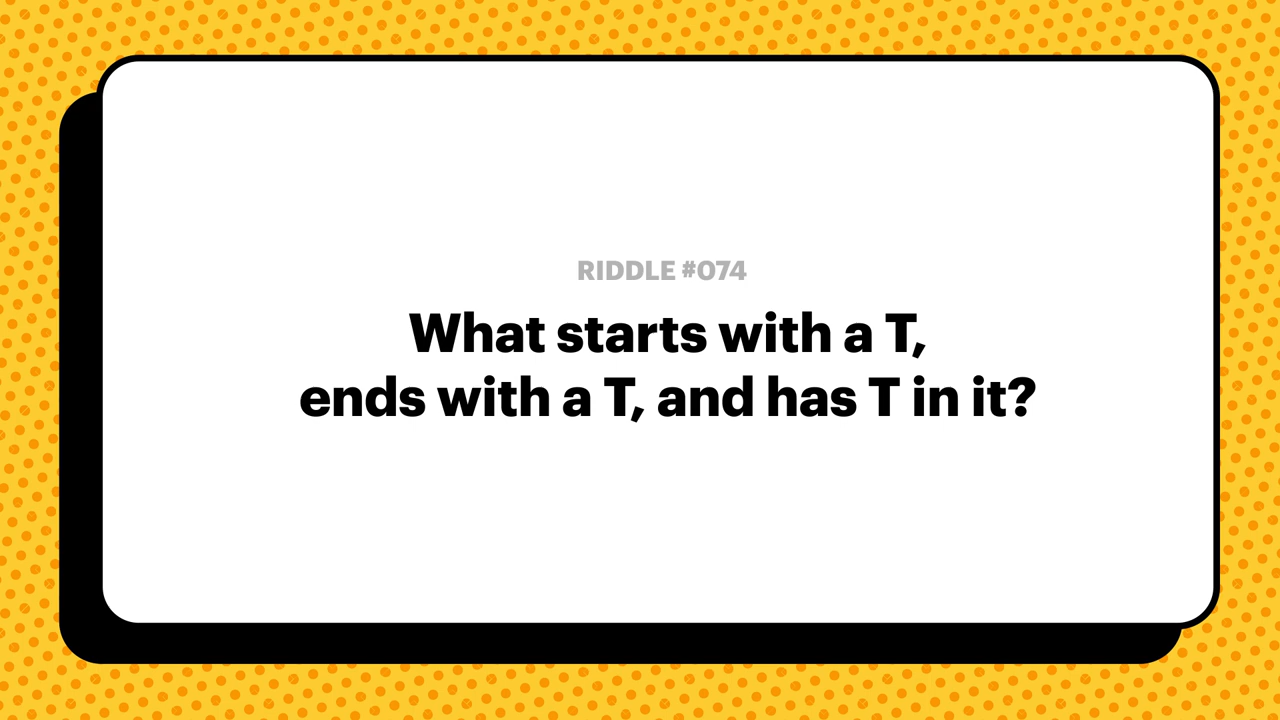 RIDDLE #074
What starts with a T,
ends with a T, and has T in it?